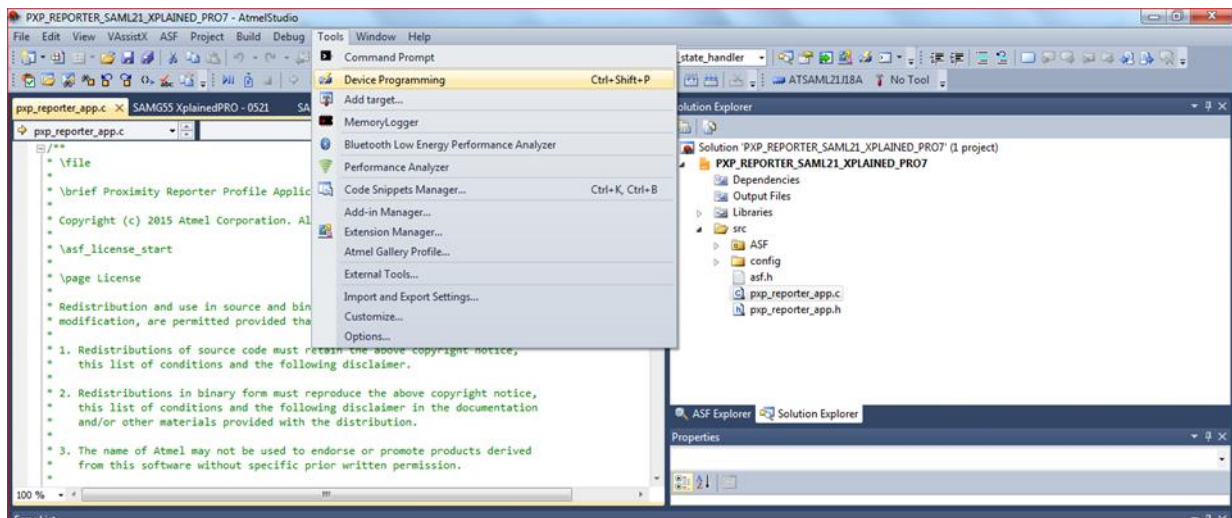 PXP_REPORTER_SAML21_XPLAINED_PRO7 - AtmelStudio
File Edit View VAssistX ASF Project Build Debug Tools Window Help
_state_handler
ATSAML21J18A No Tool
Command Prompt
Device Programming Ctrl+Shift+P
Add target...
MemoryLogger
Bluetooth Low Energy Performance Analyzer
Performance Analyzer
Code Snippets Manager... Ctrl+K, Ctrl+B
Add-in Manager...
Extension Manager...
Atmel Gallery Profile...
External Tools...
Import and Export Settings...
Customize...
Options...
pxp_reporter_app.c SAMG55 XplainedPRO - 0521 SA
pxp_reporter_app.c
/**
* \file
*
* \brief Proximity Reporter Profile Applic
*
* Copyright (c) 2015 Atmel Corporation. Al
*
* \asf_license_start
*
* \page License
*
* Redistribution and use in source and bin
* modification, are permitted provided tha
*
* 1. Redistributions of source code must retain the above copyright notice,
* this list of conditions and the following disclaimer.
*
* 2. Redistributions in binary form must reproduce the above copyright notice,
* this list of conditions and the following disclaimer in the documentation
* and/or other materials provided with the distribution.
*
* 3. The name of Atmel may not be used to endorse or promote products derived
* from this software without specific prior written permission.
*
100 %
olution Explorer
Solution 'PXP_REPORTER_SAML21_XPLAINED_PRO7' (1 project)
PXP_REPORTER_SAML21_XPLAINED_PRO7
Dependencies
Output Files
Libraries
src
ASF
config
asf.h
pxp_reporter_app.c
pxp_reporter_app.h
ASF Explorer Solution Explorer
Properties